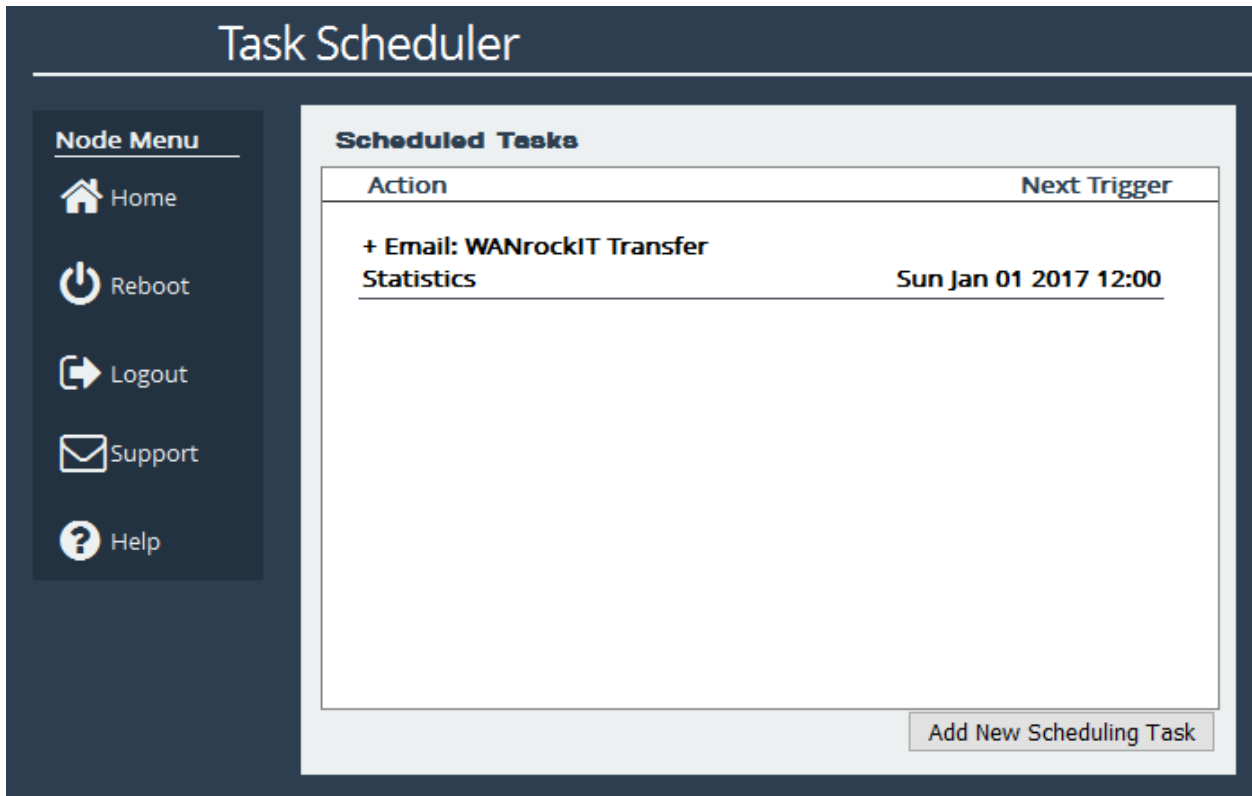 Task Scheduler
Node Menu
Home
Reboot
Logout
Support
Help
Scheduled Tasks
Action Next Trigger
+ Email: WANrockIT Transfer
Statistics Sun Jan 01 2017 12:00
Add New Scheduling Task